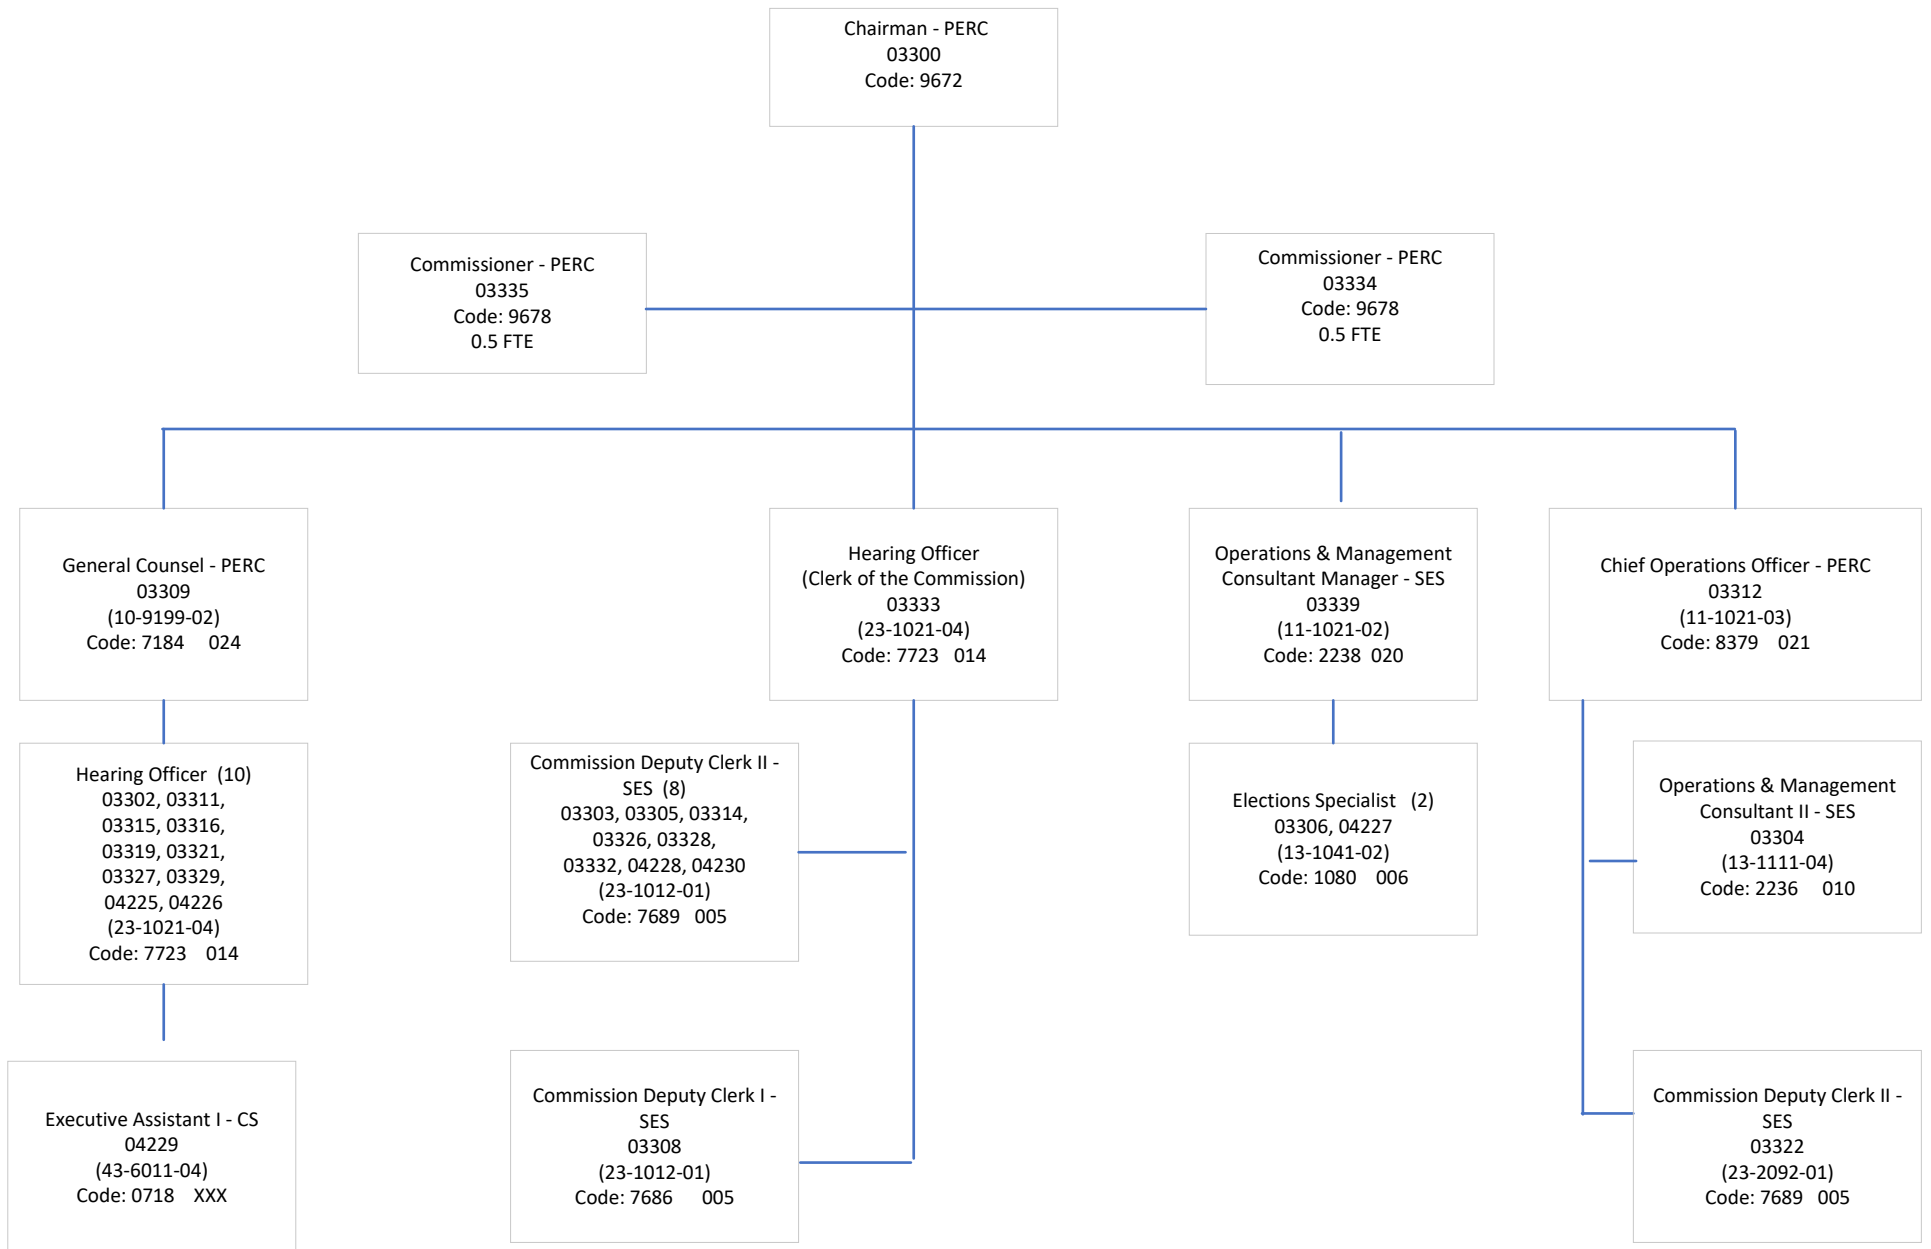 Chairman - PERC
03300
Code: 9672
Commissioner - PERC
03335
Code: 9678
0.5 FTE
Commissioner - PERC
03334
Code: 9678
0.5 FTE
General Counsel - PERC
03309
(10-9199-02)
Code: 7184 024
Hearing Officer
(Clerk of the Commission)
03333
(23-1021-04)
Code: 7723 014
Operations & Management
Consultant Manager - SES
03339
(11-1021-02)
Code: 2238 020
Chief Operations Officer - PERC
03312
(11-1021-03)
Code: 8379 021
Hearing Officer (10)
03302, 03311,
03315, 03316,
03319, 03321,
03327, 03329,
04225, 04226
(23-1021-04)
Code: 7723 014
Commission Deputy Clerk II -
SES (8)
03303, 03305, 03314,
03326, 03328,
03332, 04228, 04230
(23-1012-01)
Code: 7689 005
Elections Specialist (2)
03306, 04227
(13-1041-02)
Code: 1080 006
Operations & Management
Consultant II - SES
03304
(13-1111-04)
Code: 2236 010
Executive Assistant I - CS
04229
(43-6011-04)
Code: 0718 XXX
Commission Deputy Clerk I -
SES
03308
(23-1012-01)
Code: 7686 005
Commission Deputy Clerk II -
SES
03322
(23-2092-01)
Code: 7689 005